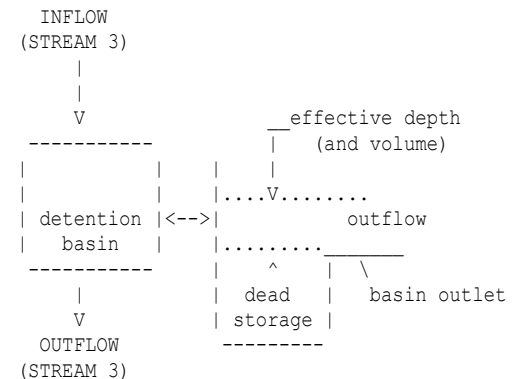 INFLOW
(STREAM 3)
V
effective depth
(and volume)
V
detention
basin
<-->
outflow
^
dead
storage
\
basin outlet
V
OUTFLOW
(STREAM 3)